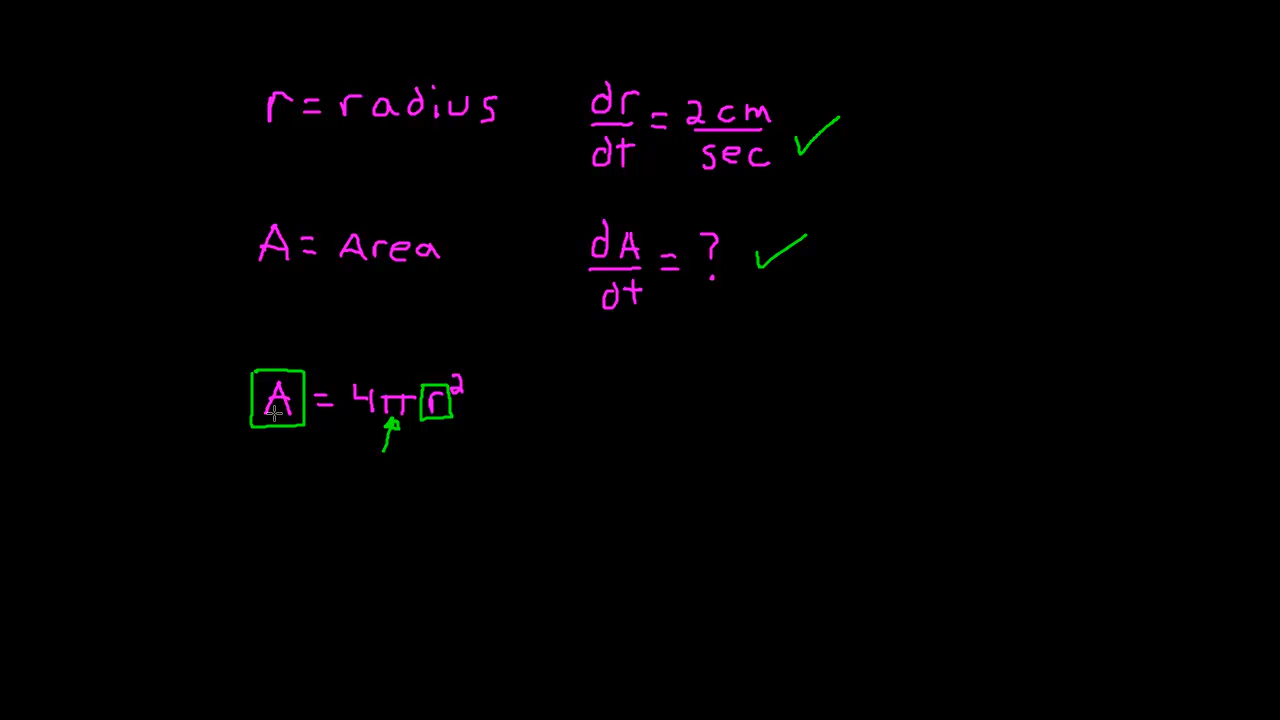 r = radius
dr/dt = 2cm/sec ✓
A = Area
dA/dt = ? ✓
A = 4πr²